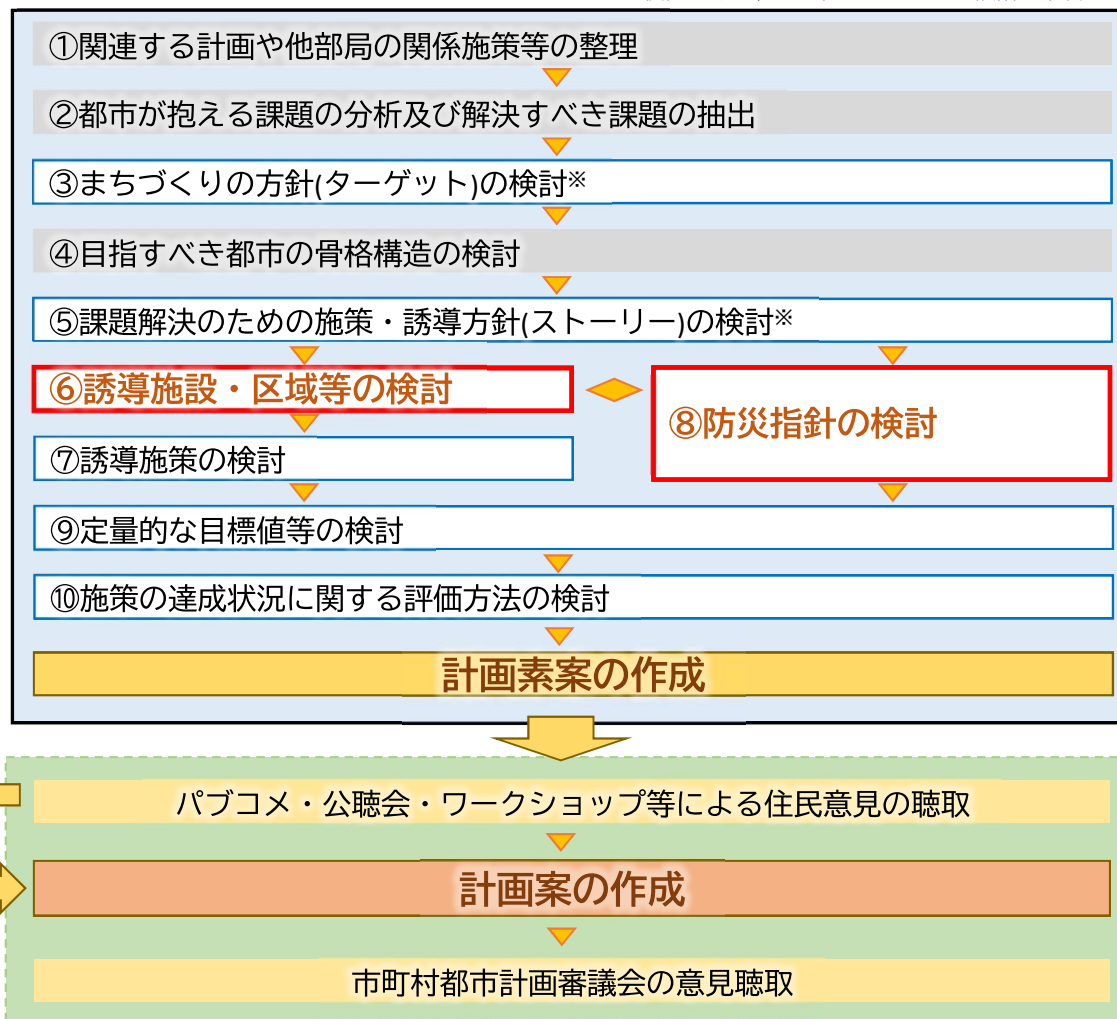 ①関連する計画や他部局の関係施策等の整理
②都市が抱える課題の分析及び解決すべき課題の抽出
③まちづくりの方針(ターゲット)の検討※
④目指すべき都市の骨格構造の検討
⑤課題解決のための施策・誘導方針(ストーリー)の検討※
⑥誘導施設・区域等の検討
⑧防災指針の検討
⑦誘導施策の検討
⑨定量的な目標値等の検討
⑩施策の達成状況に関する評価方法の検討
計画素案の作成
パブコメ・公聴会・ワークショップ等による住民意見の聴取
計画案の作成
市町村都市計画審議会の意見聴取